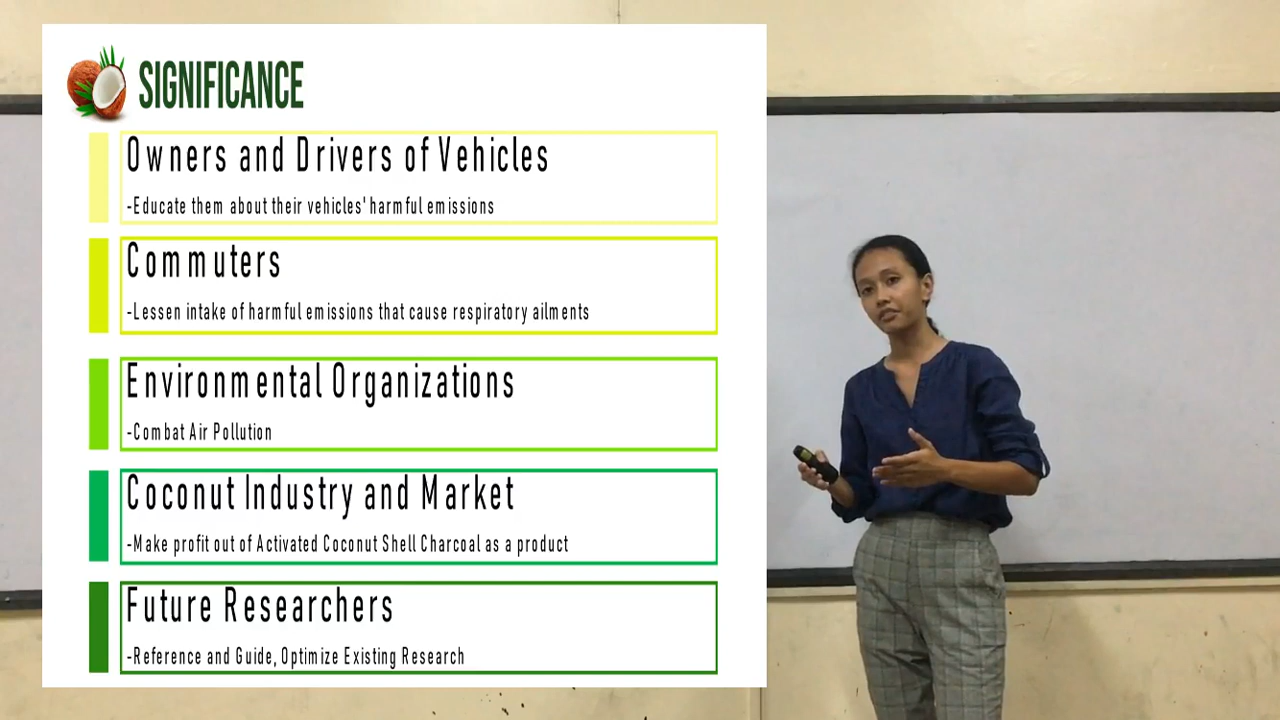 SIGNIFICANCE
Owners and Drivers of Vehicles
-Educate them about their vehicles' harmful emissions
Commuters
-Lessen intake of harmful emissions that cause respiratory ailments
Environmental Organizations
-Combat Air Pollution
Coconut Industry and Market
-Make profit out of Activated Coconut Shell Charcoal as a product
Future Researchers
-Reference and Guide, Optimize Existing Research